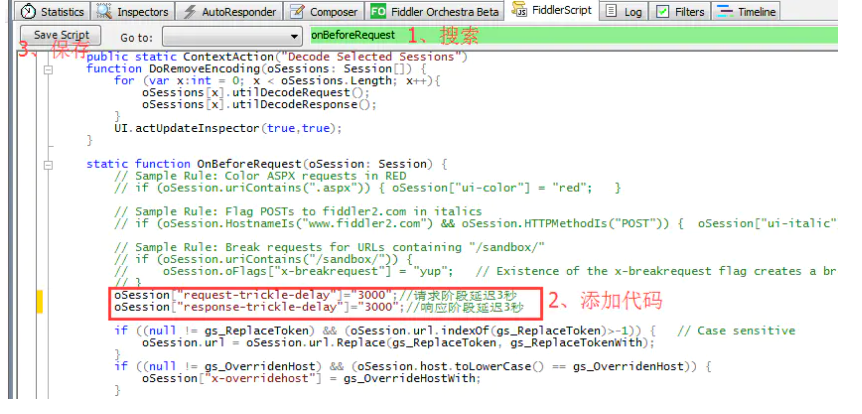 Statistics Inspectors AutoResponder Composer FO Fiddler Orchestra Beta FiddlerScript Log Filters Timeline
Save Script Go to: onBeforeRequest 1、搜索
3、保存
public static ContextAction("Decode Selected Sessions")
function DoRemoveEncoding(oSessions: Session[]) {
for (var x:int = 0; x < oSessions.Length; x++){
oSessions[x].utilDecodeRequest();
oSessions[x].utilDecodeResponse();
}
UI.actUpdateInspector(true,true);
}
static function OnBeforeRequest(oSession: Session) {
// Sample Rule: Color ASPX requests in RED
// if (oSession.uriContains(".aspx")) { oSession["ui-color"] = "red"; }
// Sample Rule: Flag POSTs to fiddler2.com in italics
// if (oSession.HostnameIs("www.fiddler2.com") && oSession.HTTPMethodIs("POST")) { oSession["ui-italic"
// Sample Rule: Break requests for URLs containing "/sandbox/"
// if (oSession.uriContains("/sandbox/")) {
// oSession.oFlags["x-breakrequest"] = "yup"; // Existence of the x-breakrequest flag creates a br
// }
oSession["request-trickle-delay"]="3000";//请求阶段延迟3秒
oSession["response-trickle-delay"]="3000";//响应阶段延迟3秒
2、添加代码
if ((null != gs_ReplaceToken) && (oSession.url.indexOf(gs_ReplaceToken)>-1)) { // Case sensitive
oSession.url = oSession.url.Replace(gs_ReplaceToken, gs_ReplaceTokenWith);
}
if ((null != gs_OverridenHost) && (oSession.host.toLowerCase() == gs_OverridenHost)) {
oSession["x-overridehost"] = gs_OverrideHostWith;
}